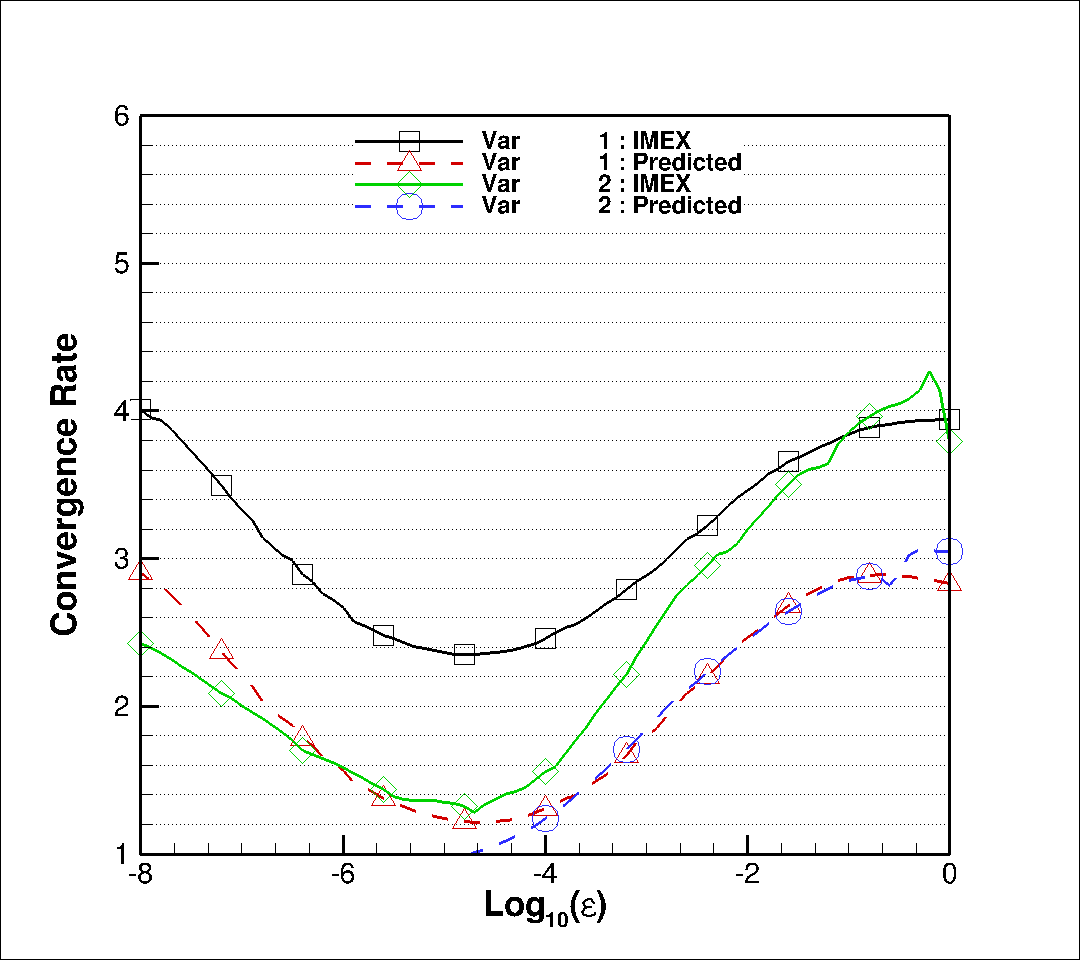 6
Var 1 : IMEX
Var 1 : Predicted
Var 2 : IMEX
Var 2 : Predicted
5
4
3
2
1
Convergence Rate
-8 -6 -4 -2 0
Log₁₀(ε)